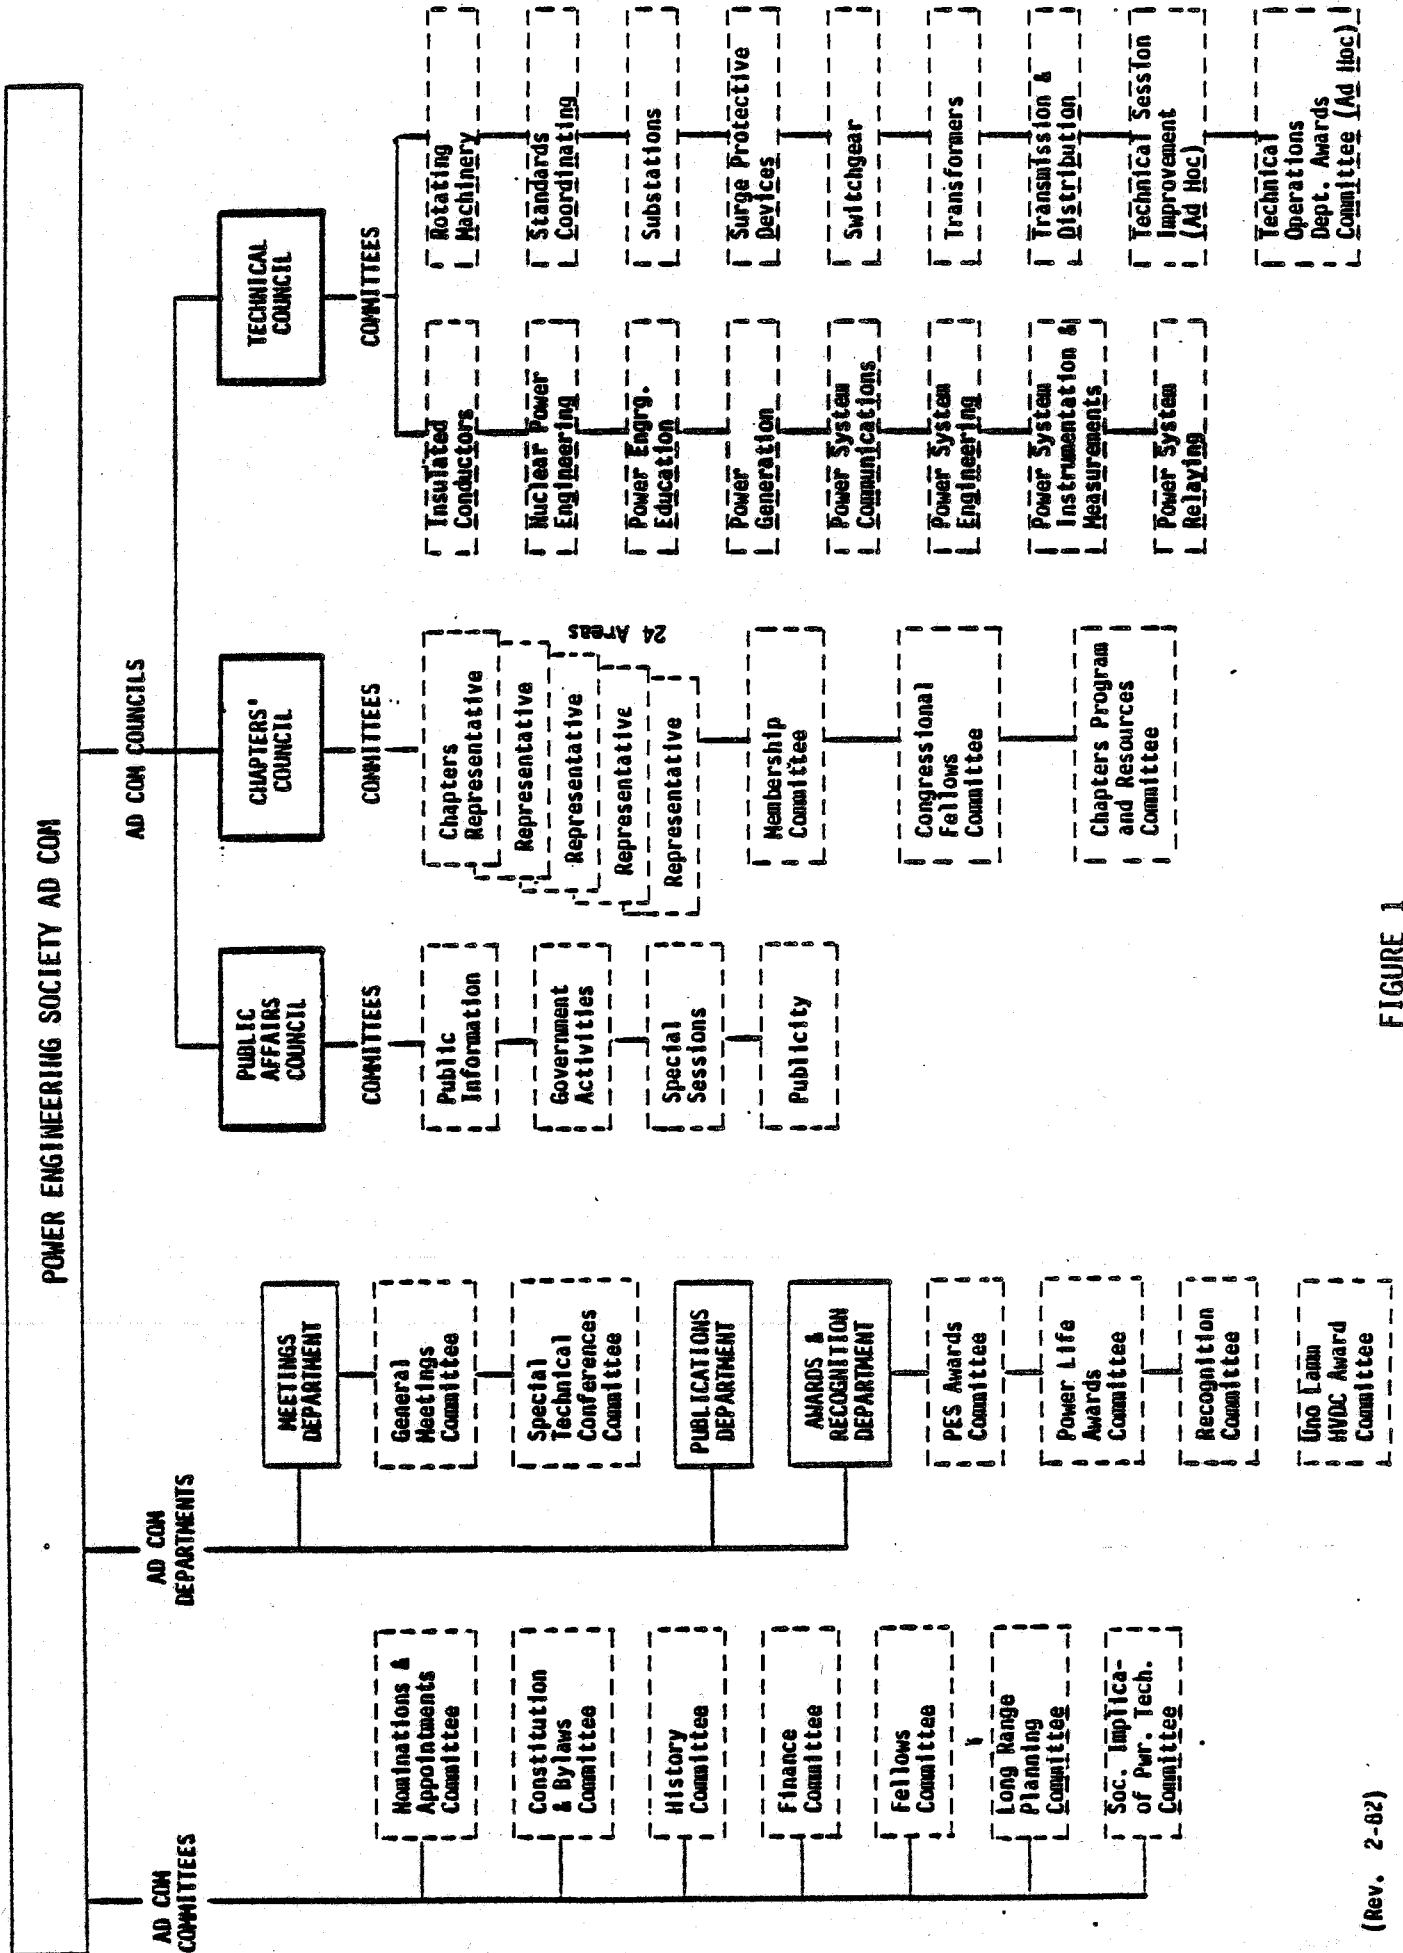 POWER ENGINEERING SOCIETY AD COM
AD COM
COMMITTEES
Nominations &
Appointments
Committee
Constitution
& Bylaws
Committee
History
Committee
Finance
Committee
Fellows
Committee
Long Range
Planning
Committee
Soc. Implica-
of Pwr. Tech.
Committee
AD COM
DEPARTMENTS
MEETINGS
DEPARTMENT
General
Meetings
Committee
Special
Technical
Conferences
Committee
PUBLICATIONS
DEPARTMENT
AWARDS &
RECOGNITION
DEPARTMENT
PES Awards
Committee
Power Life
Awards
Committee
Recognition
Committee
Uno Lamm
HVDC Award
Committee
AD COM COUNCILS
PUBLIC
AFFAIRS
COUNCIL
COMMITTEES
Public
Information
Government
Activities
Special
Sessions
Publicity
CHAPTERS'
COUNCIL
COMMITTEES
Chapters
Representative
Representative
Representative
Representative
Representative
24 Areas
Membership
Committee
Congressional
Fellows
Committee
Chapters Program
and Resources
Committee
TECHNICAL
COUNCIL
COMMITTEES
Insulated
Conductors
Nuclear Power
Engineering
Power Engrg.
Education
Power
Generation
Power System
Communications
Power System
Engineering
Power System
Instrumentation &
Measurements
Power System
Relaying
Rotating
Machinery
Standards
Coordinating
Substations
Surge Protective
Devices
Switchgear
Transformers
Transmission &
Distribution
Technical Session
Improvement
(Ad Hoc)
Technical
Operations
Dept. Awards
Committee (Ad Hoc)
(Rev. 2-82)
FIGURE 1